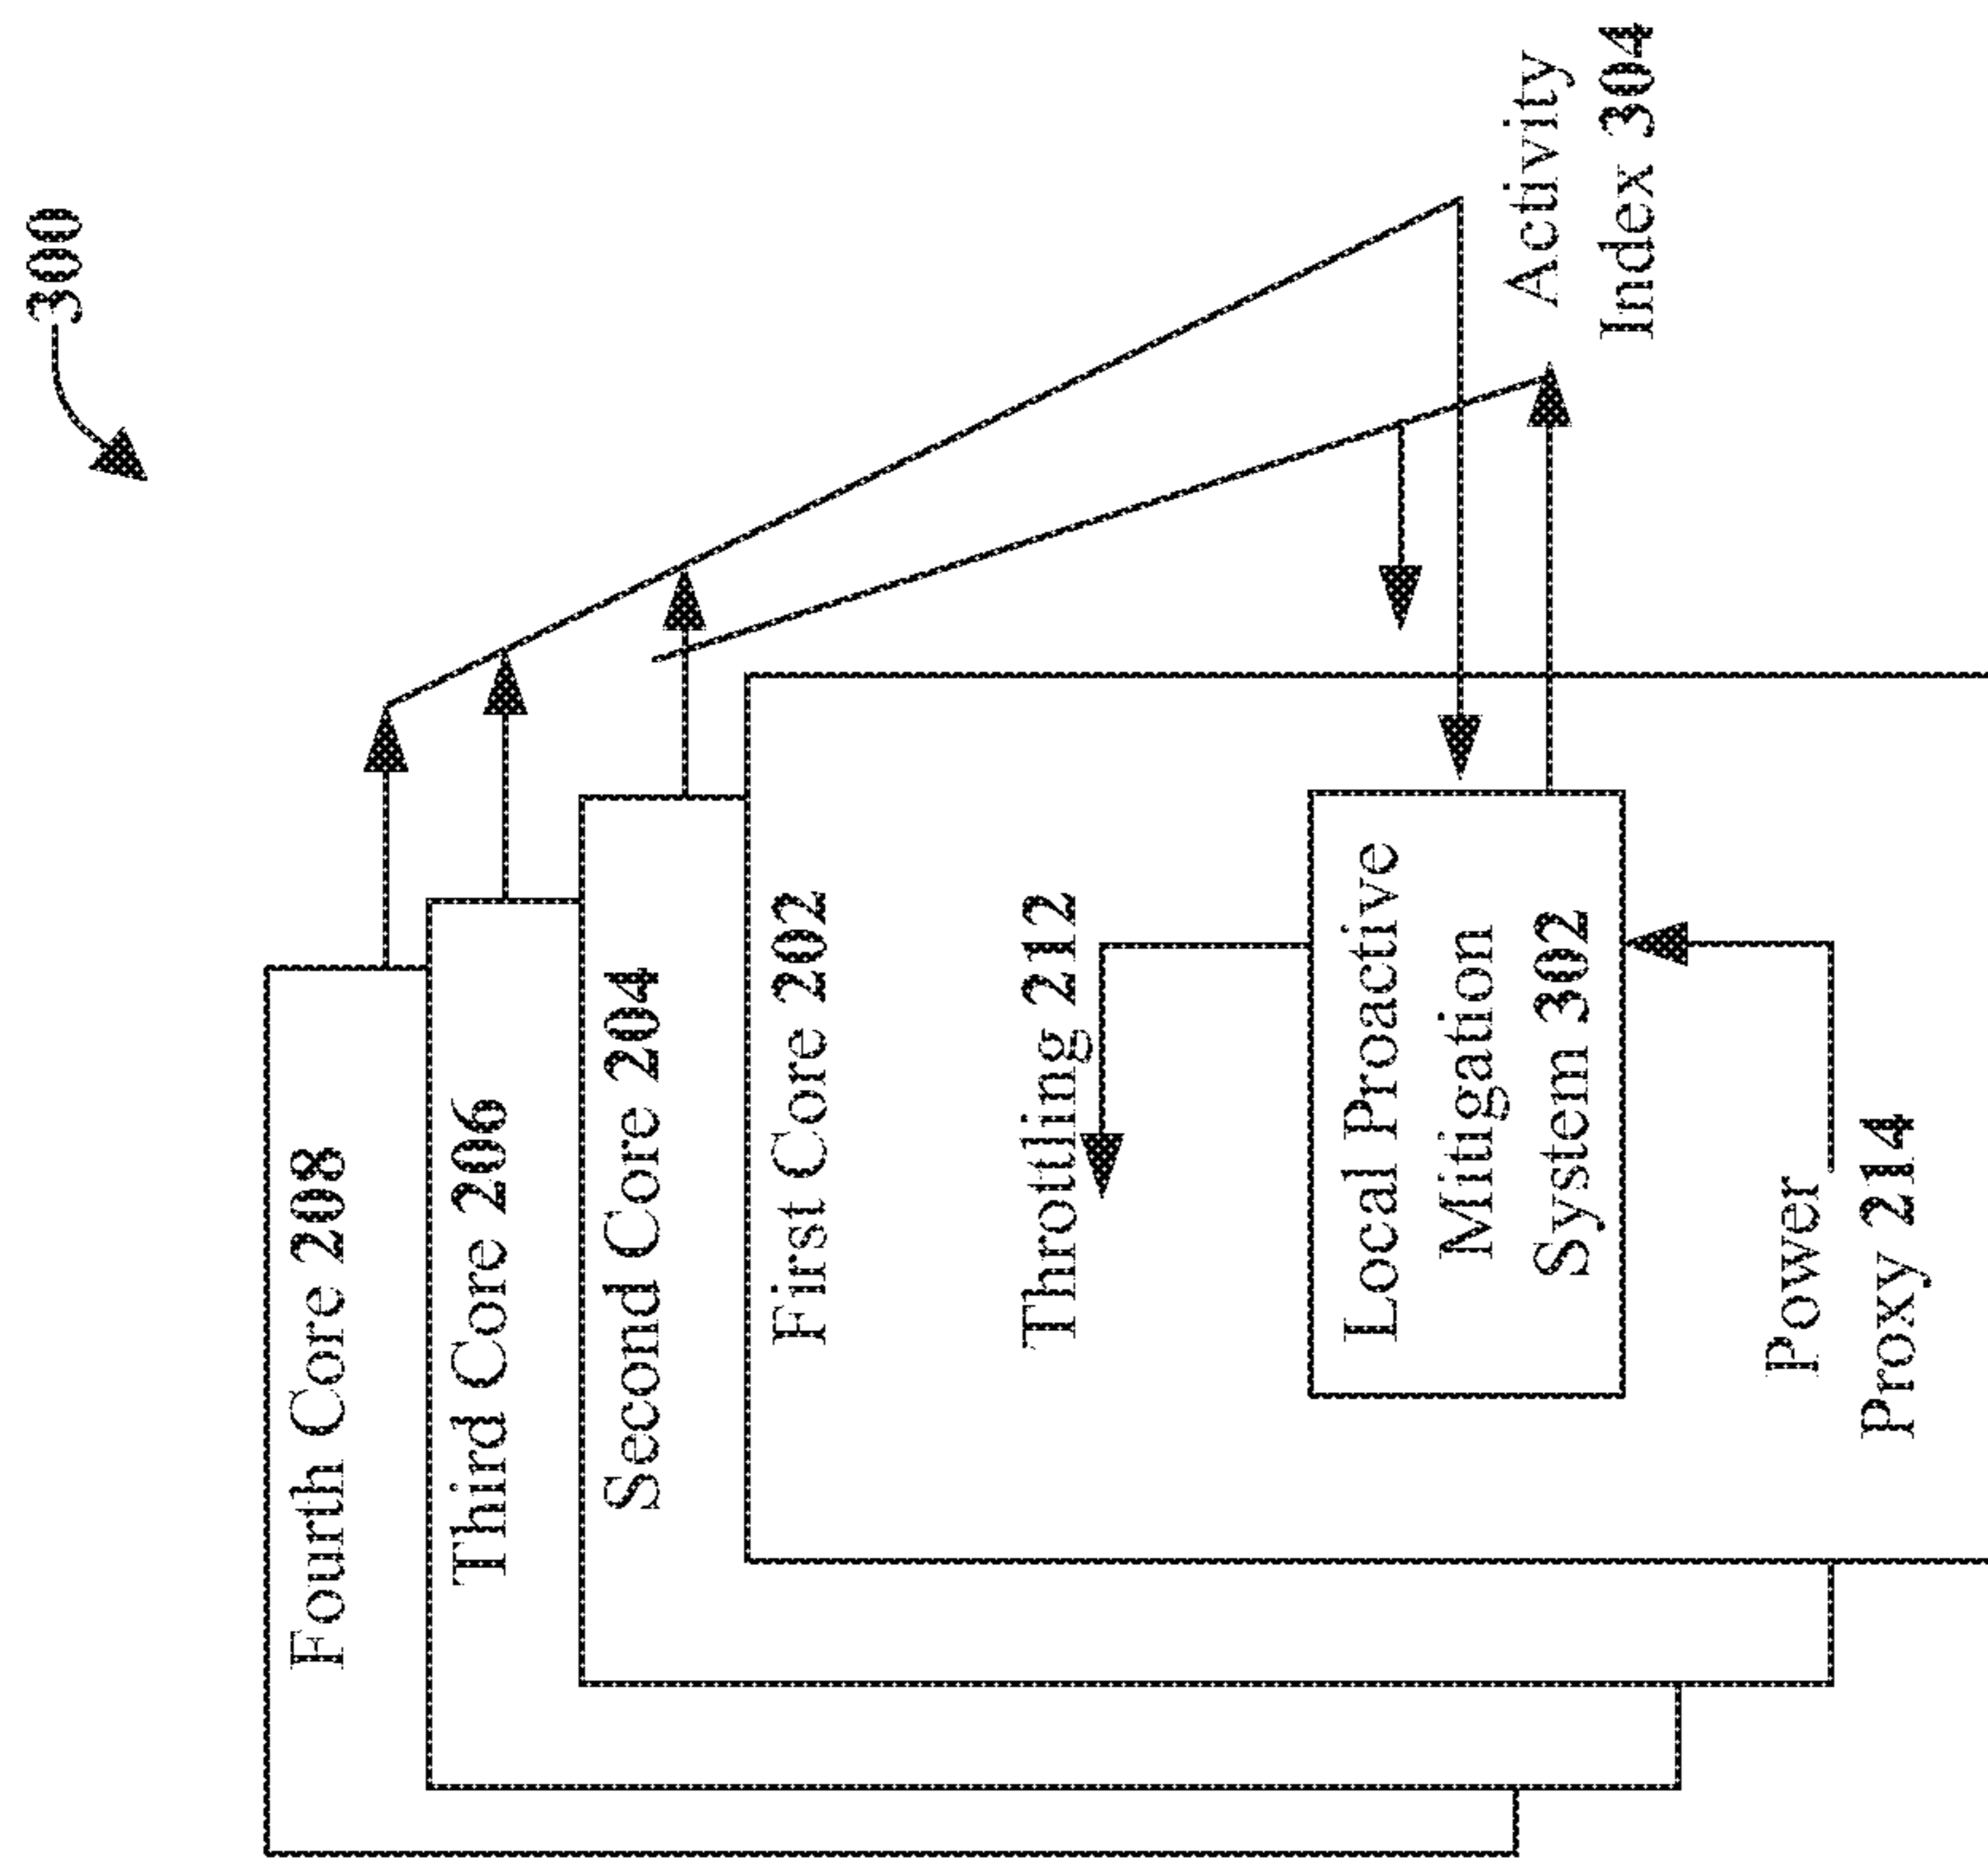 300
Fourth Core 208
Third Core 206
Second Core 204
First Core 202
Throttling 212
Local Proactive
Mitigation
System 302
Activity
Index 304
Power
Proxy 214